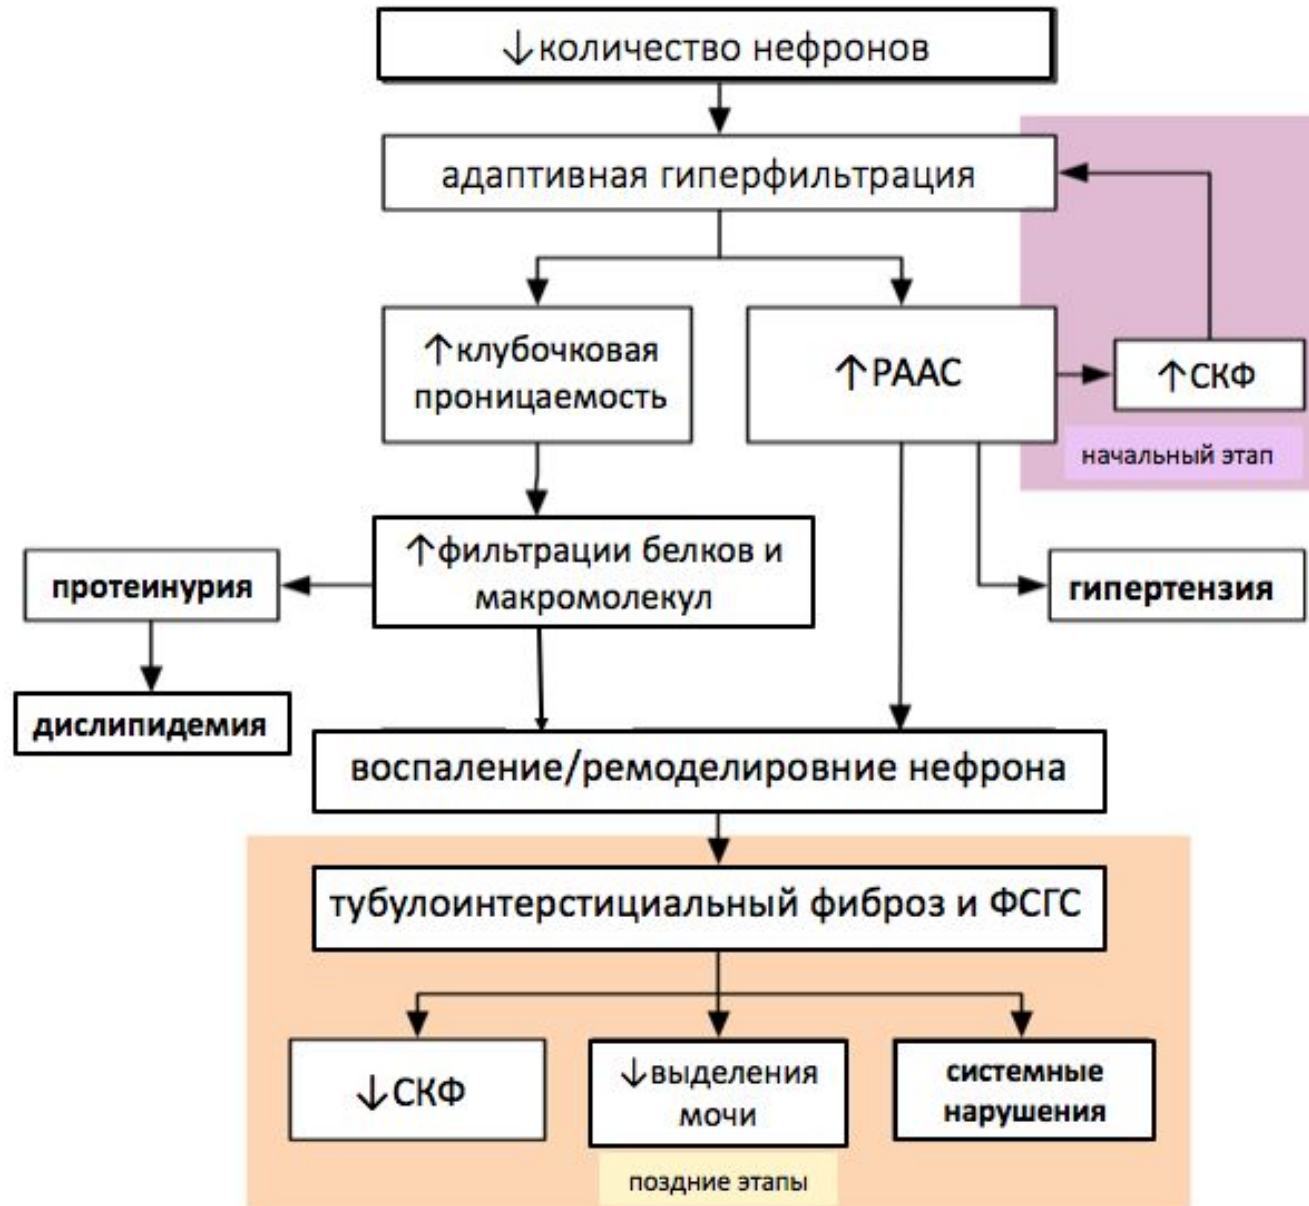 ↓количество нефронов
адаптивная гиперфильтрация
↑клубочковая
проницаемость
↑РААС
↑СКФ
начальный этап
↑фильтрации белков и
макромолекул
протеинурия
гипертензия
дислипидемия
воспаление/ремоделировние нефрона
тубулоинтерстициальный фиброз и ФСГС
↓СКФ
↓выделения
мочи
системные
нарушения
поздние этапы